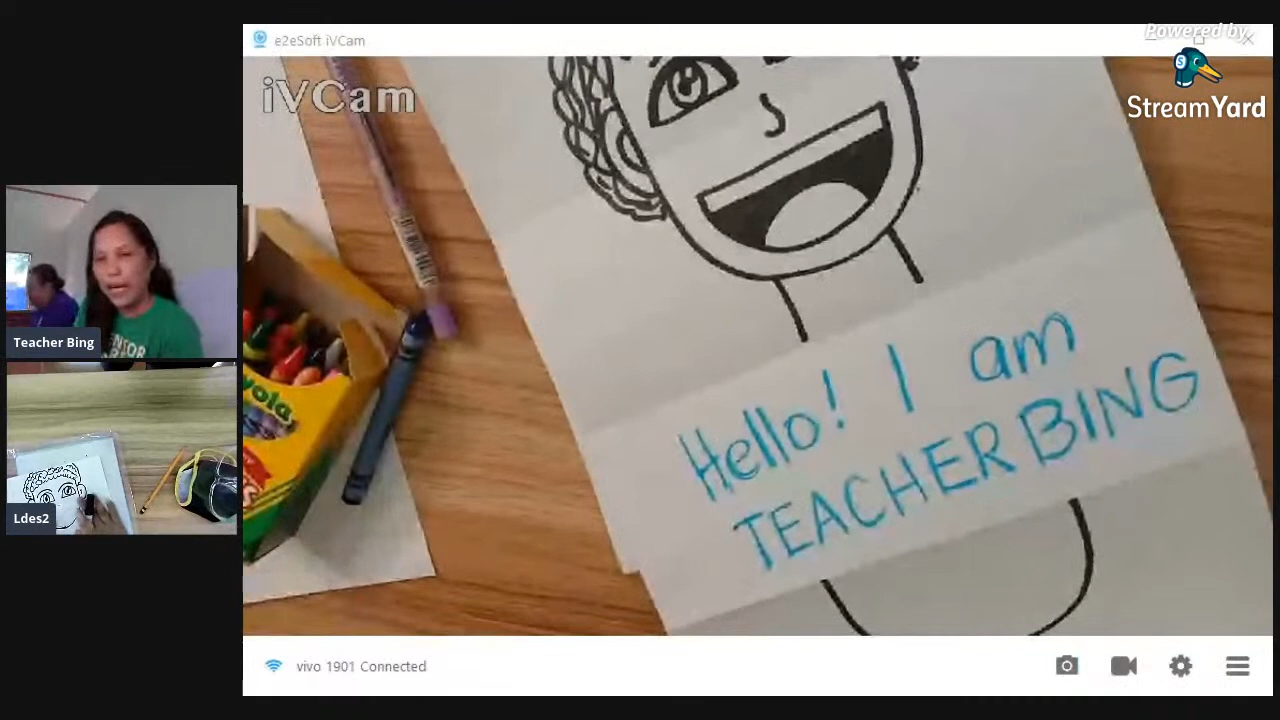 e2eSoft iVCam
Powered by
StreamYard
iVCam
Teacher Bing
Ldes2
Hello! I am
TEACHER BING
vivo 1901 Connected